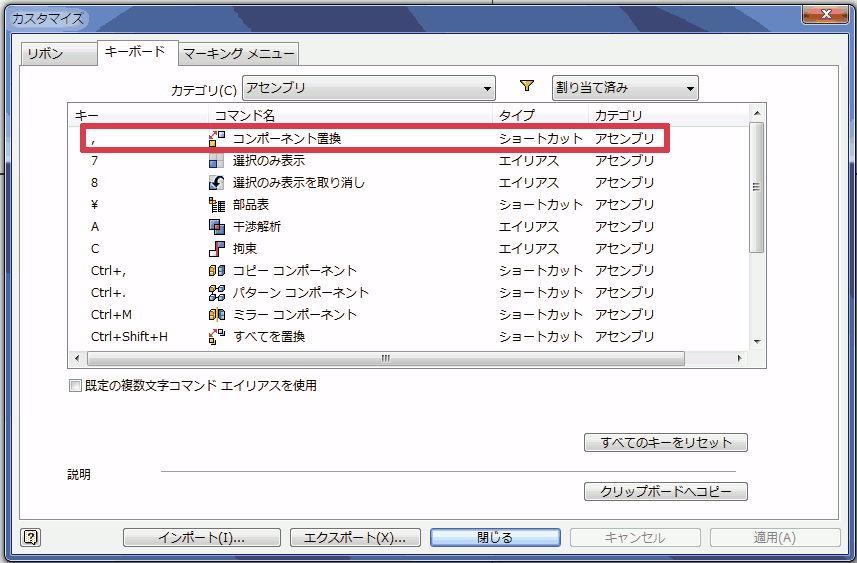 カスタマイズ
リボン キーボード マーキング メニュー
カテゴリ(C) アセンブリ 割り当て済み
キー コマンド名 タイプ カテゴリ
, コンポーネント置換 ショートカット アセンブリ
7 選択のみ表示 エイリアス アセンブリ
8 選択のみ表示を取り消し エイリアス アセンブリ
¥ 部品表 ショートカット アセンブリ
A 干渉解析 エイリアス アセンブリ
C 拘束 エイリアス アセンブリ
Ctrl+, コピー コンポーネント ショートカット アセンブリ
Ctrl+. パターン コンポーネント ショートカット アセンブリ
Ctrl+M ミラー コンポーネント ショートカット アセンブリ
Ctrl+Shift+H すべてを置換 ショートカット アセンブリ
既定の複数文字コマンド エイリアスを使用
すべてのキーをリセット
説明
クリップボードへコピー
インポート(I)... エクスポート(X)... 閉じる キャンセル 適用(A)